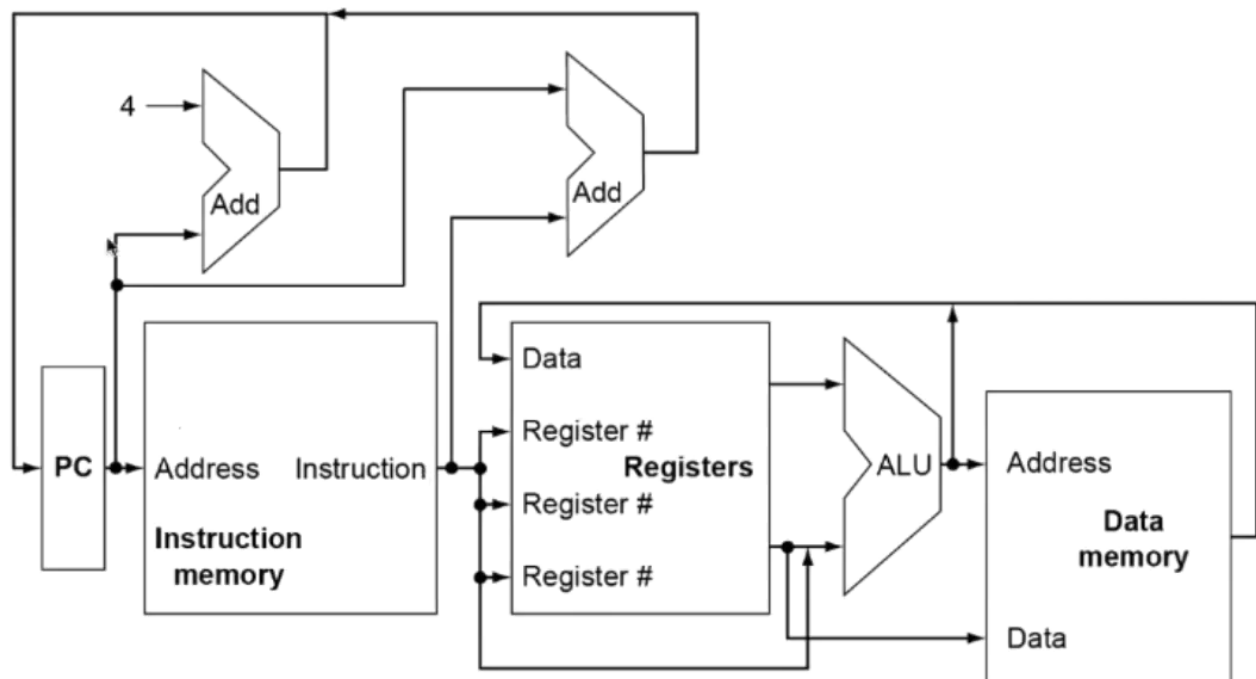 4
Add
Add
Data
Register #
PC
Address
Instruction
Registers
ALU
Address
Register #
Instruction
memory
Data
memory
Register #
Data